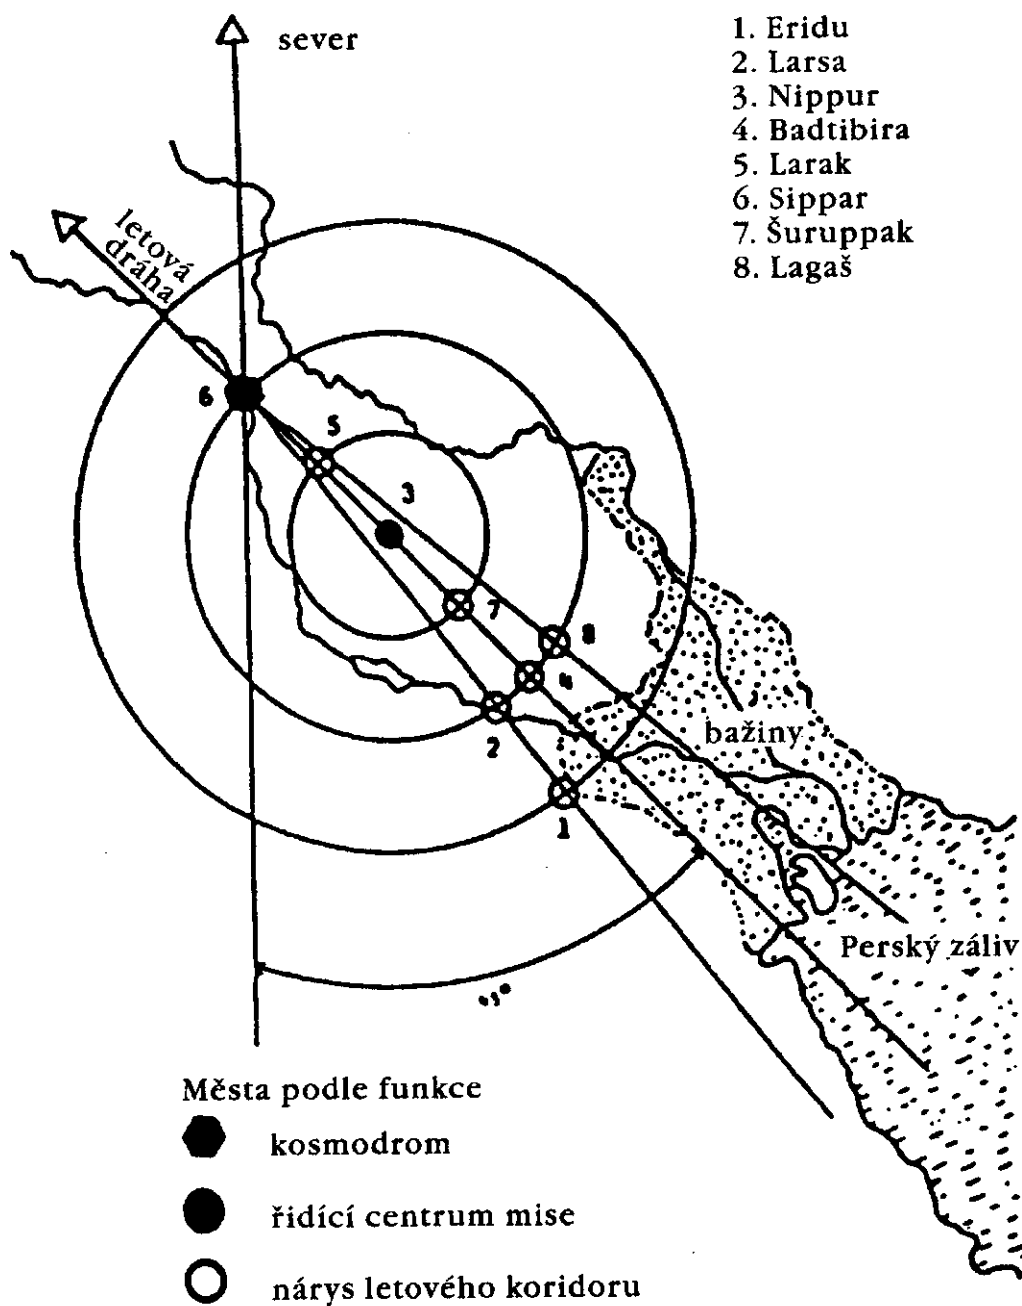 sever
1. Eridu
2. Larsa
3. Nippur
4. Badtibira
5. Larak
6. Sippar
7. Šuruppak
8. Lagaš
letová
dráha
6
5
3
7
8
4
2
1
bažiny
Perský záliv
Města podle funkce
kosmodrom
řidící centrum mise
nárys letového koridoru